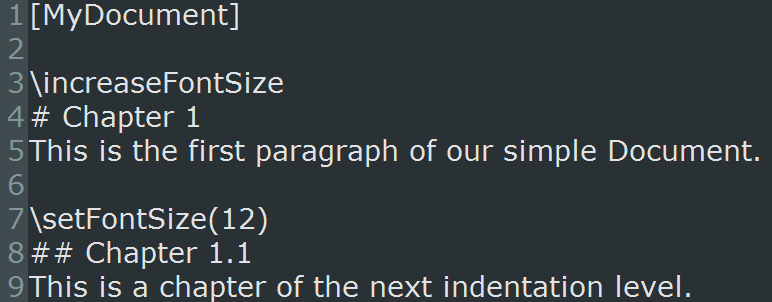 1 [MyDocument]
2
3 \increaseFontSize
4 # Chapter 1
5 This is the first paragraph of our simple Document.
6
7 \setFontSize(12)
8 ## Chapter 1.1
9 This is a chapter of the next indentation level.